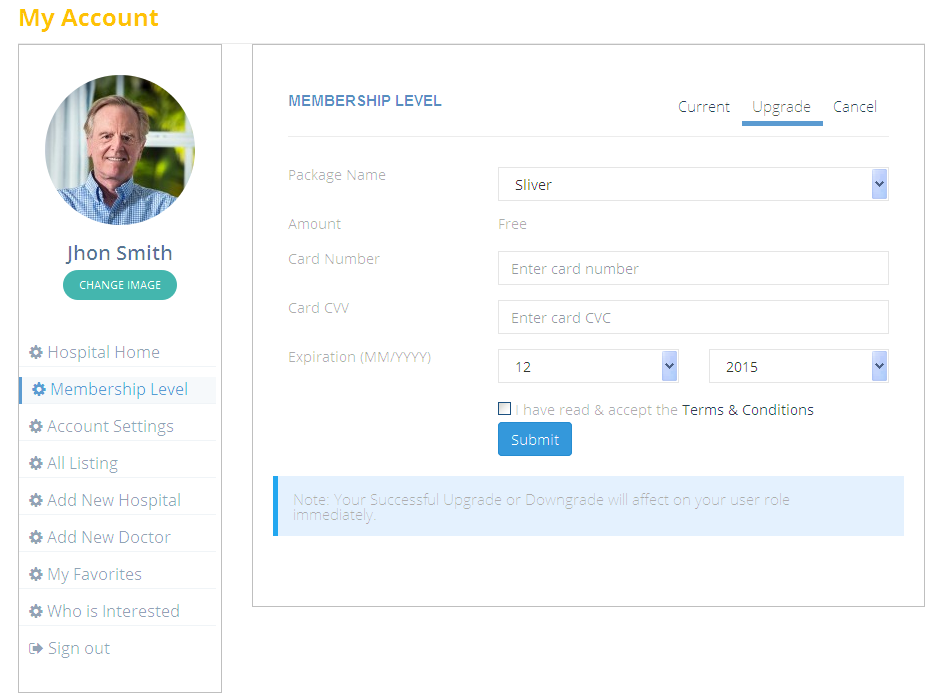 My Account
Jhon Smith
CHANGE IMAGE
Hospital Home
Membership Level
Account Settings
All Listing
Add New Hospital
Add New Doctor
My Favorites
Who is Interested
Sign out
MEMBERSHIP LEVEL
Current Upgrade Cancel
Package Name Sliver
Amount Free
Card Number Enter card number
Card CVV Enter card CVC
Expiration (MM/YYYY) 12 2015
I have read & accept the Terms & Conditions
Submit
Note: Your Successful Upgrade or Downgrade will affect on your user role
immediately.